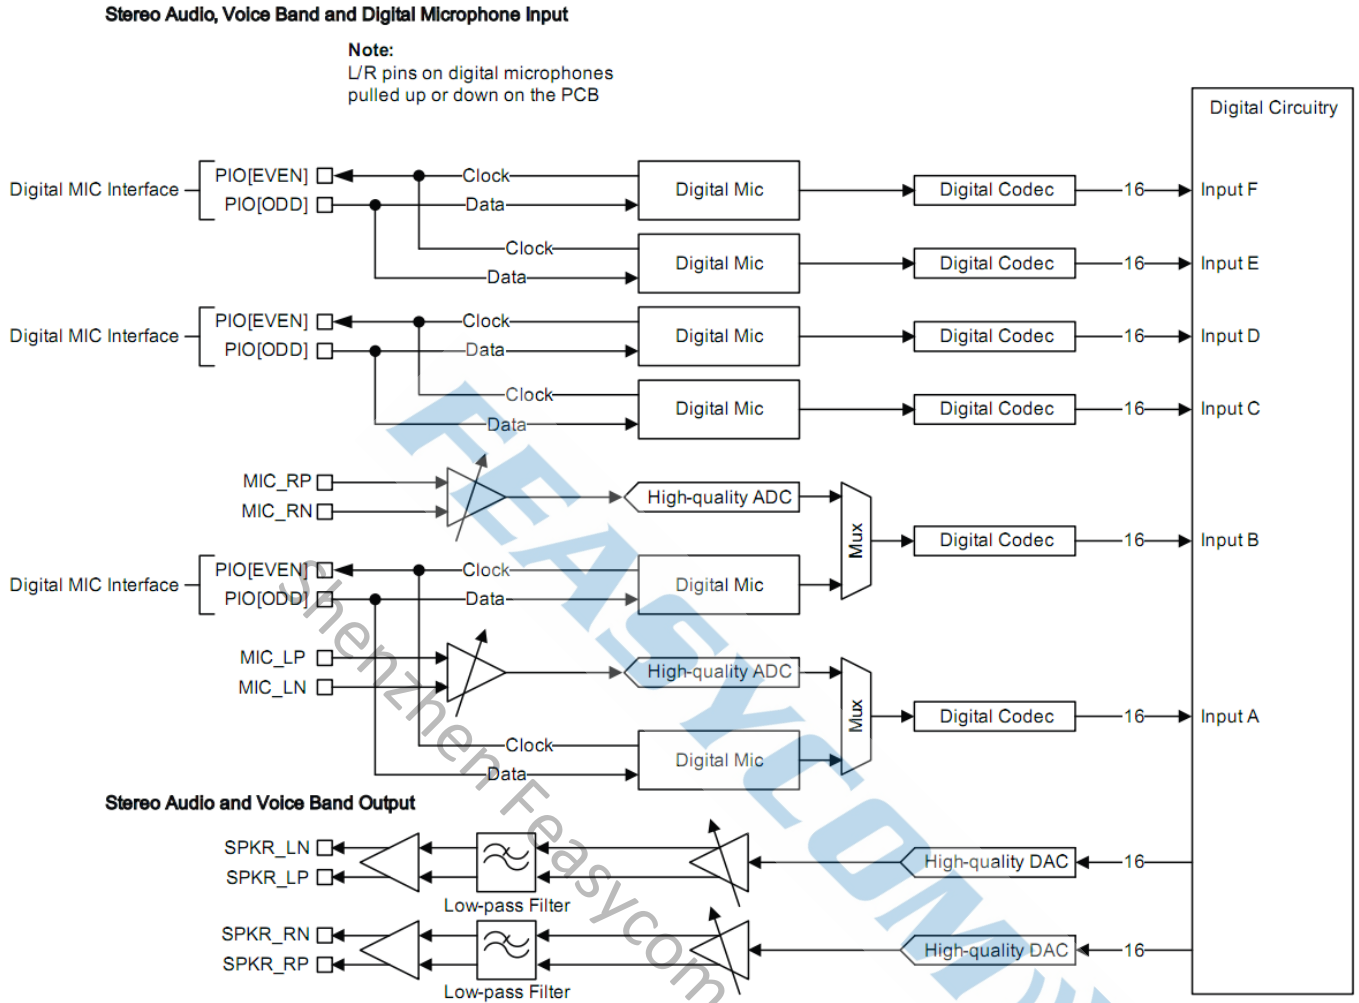 Stereo Audio, Voice Band and Digital Microphone Input
Note:
L/R pins on digital microphones
pulled up or down on the PCB
Digital Circuitry
Digital MIC Interface
PIO[EVEN]
PIO[ODD]
Clock
Data
Digital Mic
Digital Codec
16
Input F
Clock
Data
Digital Mic
Digital Codec
16
Input E
Digital MIC Interface
PIO[EVEN]
PIO[ODD]
Clock
Data
Digital Mic
Digital Codec
16
Input D
Clock
Data
Digital Mic
Digital Codec
16
Input C
MIC_RP
MIC_RN
High-quality ADC
Mux
Digital Codec
16
Input B
Digital MIC Interface
PIO[EVEN]
PIO[ODD]
Clock
Data
Digital Mic
MIC_LP
MIC_LN
High-quality ADC
Mux
Digital Codec
16
Input A
Clock
Data
Digital Mic
Stereo Audio and Voice Band Output
SPKR_LN
SPKR_LP
Low-pass Filter
High-quality DAC
16
SPKR_RN
SPKR_RP
Low-pass Filter
High-quality DAC
16
FEASYCOM
Shenzhen Feasycom